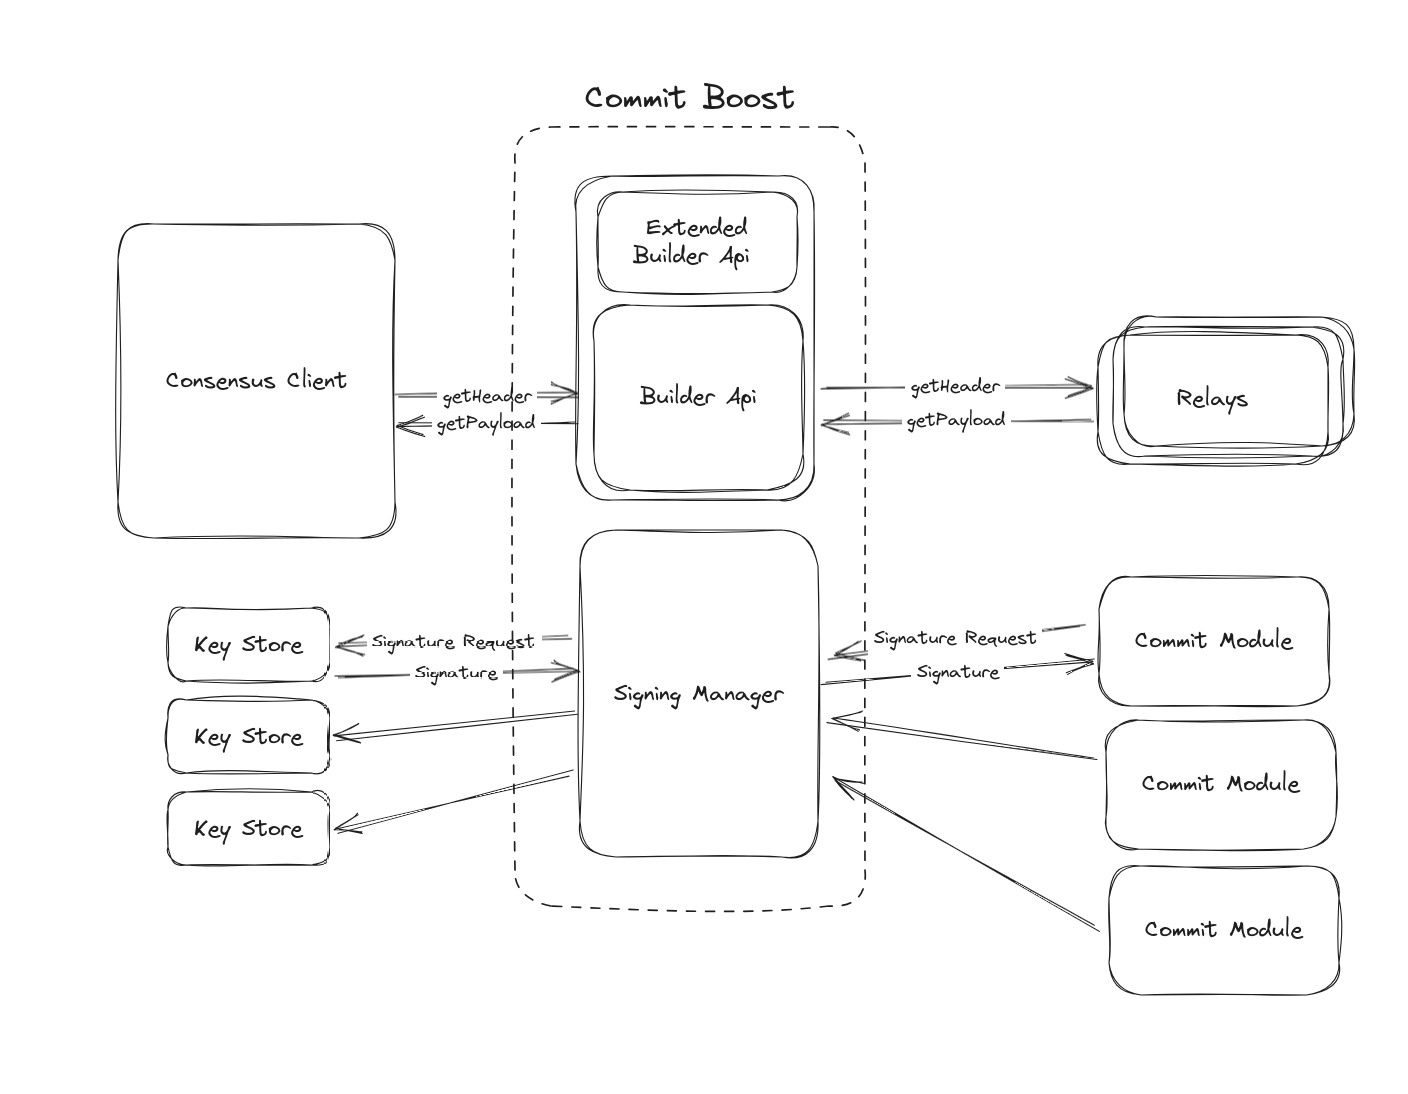 Commit Boost
Extended
Builder Api
Consensus Client
getHeader
getPayload
Builder Api
getHeader
getPayload
Relays
Key Store
Signature Request
Signature
Key Store
Key Store
Signing Manager
Signature Request
Signature
Commit Module
Commit Module
Commit Module